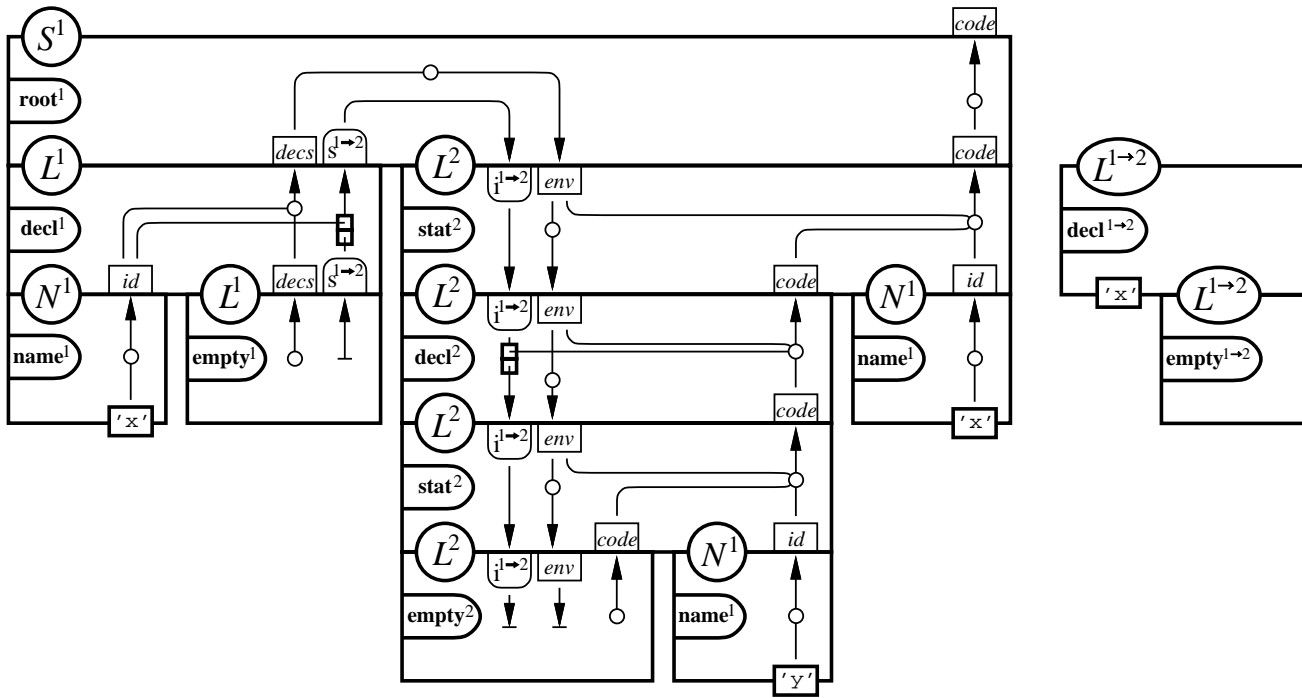 S¹ code
root¹
decs s¹→² code
L¹ L² L¹→²
i¹→² env
decl¹ stat² decl¹→²
id decs s¹→² code id
N¹ L¹ L² N¹ 'x' L¹→²
i¹→² env
name¹ empty¹ decl² name¹ empty¹→²
code
'x' L² 'x'
i¹→² env
stat²
code id
L² N¹
i¹→² env
empty² name¹
'y'